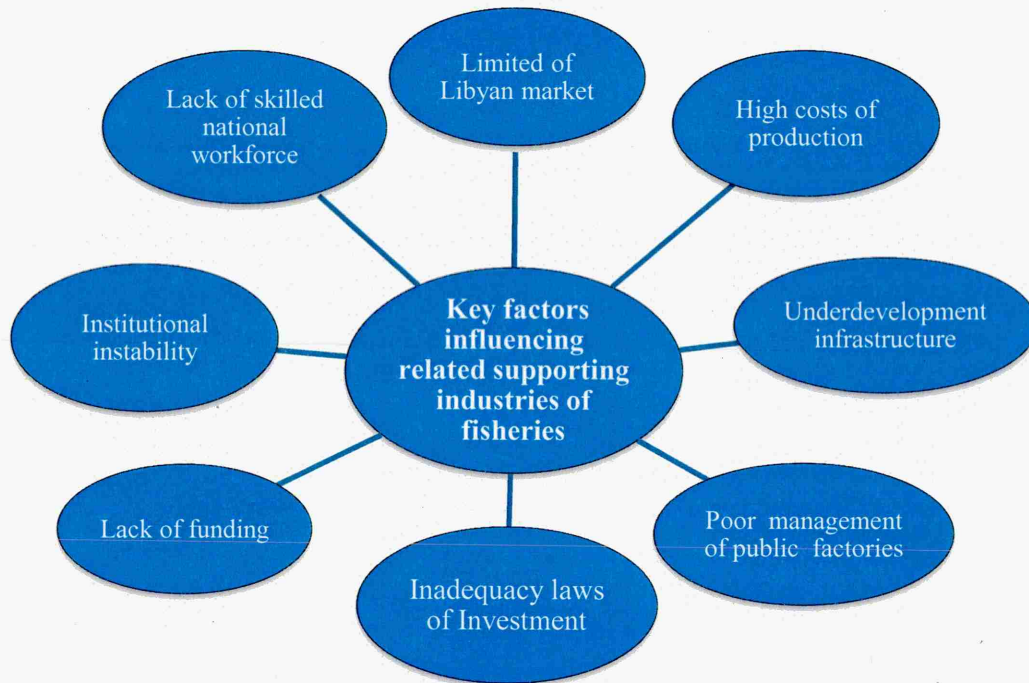 Limited of
Libyan market
High costs of
production
Underdevelopment
infrastructure
Poor management
of public factories
Inadequacy laws
of Investment
Lack of funding
Institutional
instability
Lack of skilled
national
workforce
Key factors
influencing
related supporting
industries of
fisheries